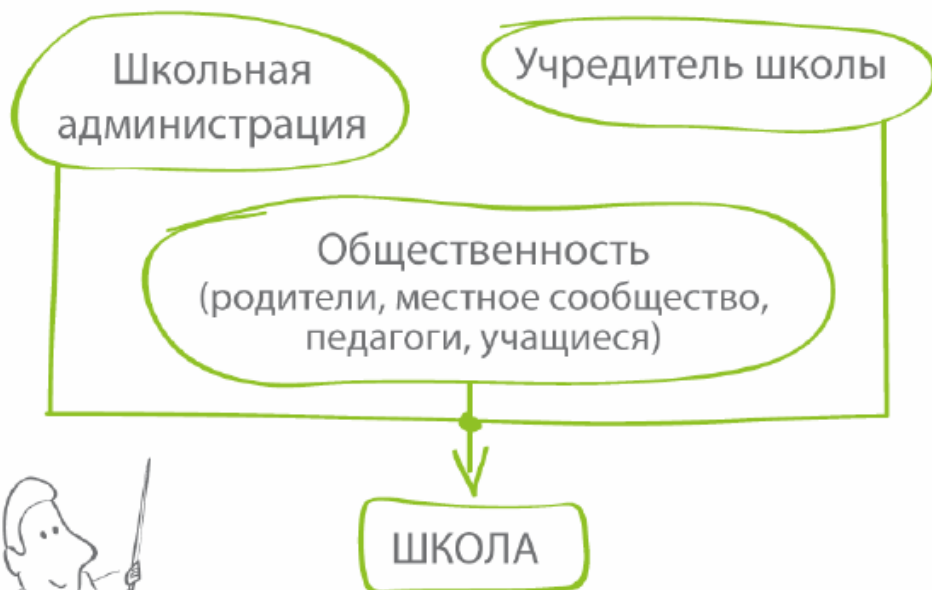 Школьная
администрация
Учредитель школы
Общественность
(родители, местное сообщество,
педагоги, учащиеся)
ШКОЛА